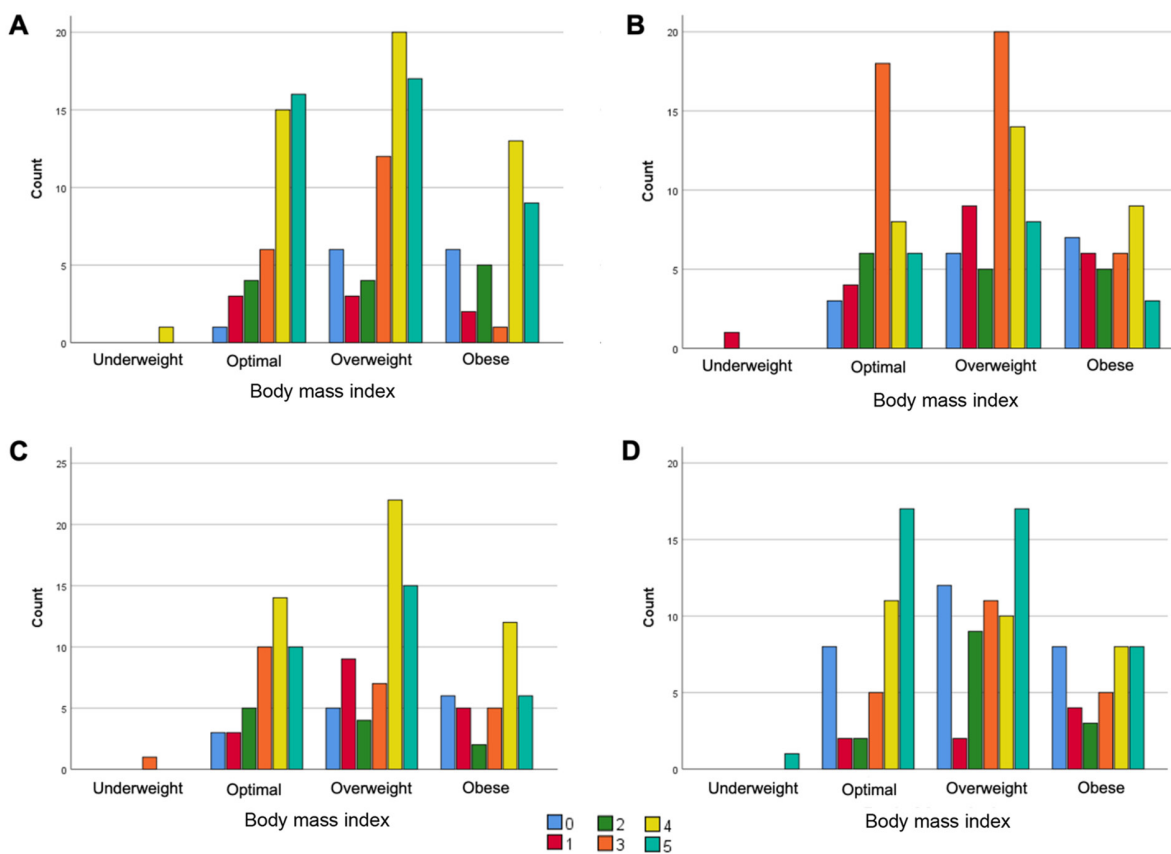 A
Count
20
15
10
5
0
Underweight
Optimal
Overweight
Obese
Body mass index
B
Count
20
15
10
5
0
Underweight
Optimal
Overweight
Obese
Body mass index
C
Count
25
20
15
10
5
0
Underweight
Optimal
Overweight
Obese
Body mass index
D
Count
20
15
10
5
0
Underweight
Optimal
Overweight
Obese
Body mass index
0 2 4
1 3 5